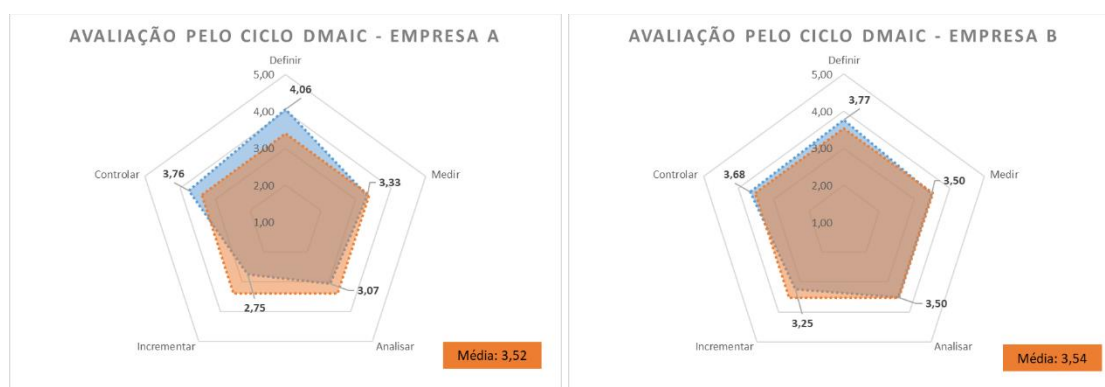 AVALIAÇÃO PELO CICLO DMAIC - EMPRESA A
Definir
5,00
4,06
4,00
3,00
3,76
Controlar
3,33
Medir
2,00
1,00
2,75
3,07
Incrementar
Analisar
Média: 3,52
AVALIAÇÃO PELO CICLO DMAIC - EMPRESA B
Definir
5,00
3,77
4,00
3,00
3,68
Controlar
3,50
Medir
2,00
1,00
3,50
3,25
Incrementar
Analisar
Média: 3,54